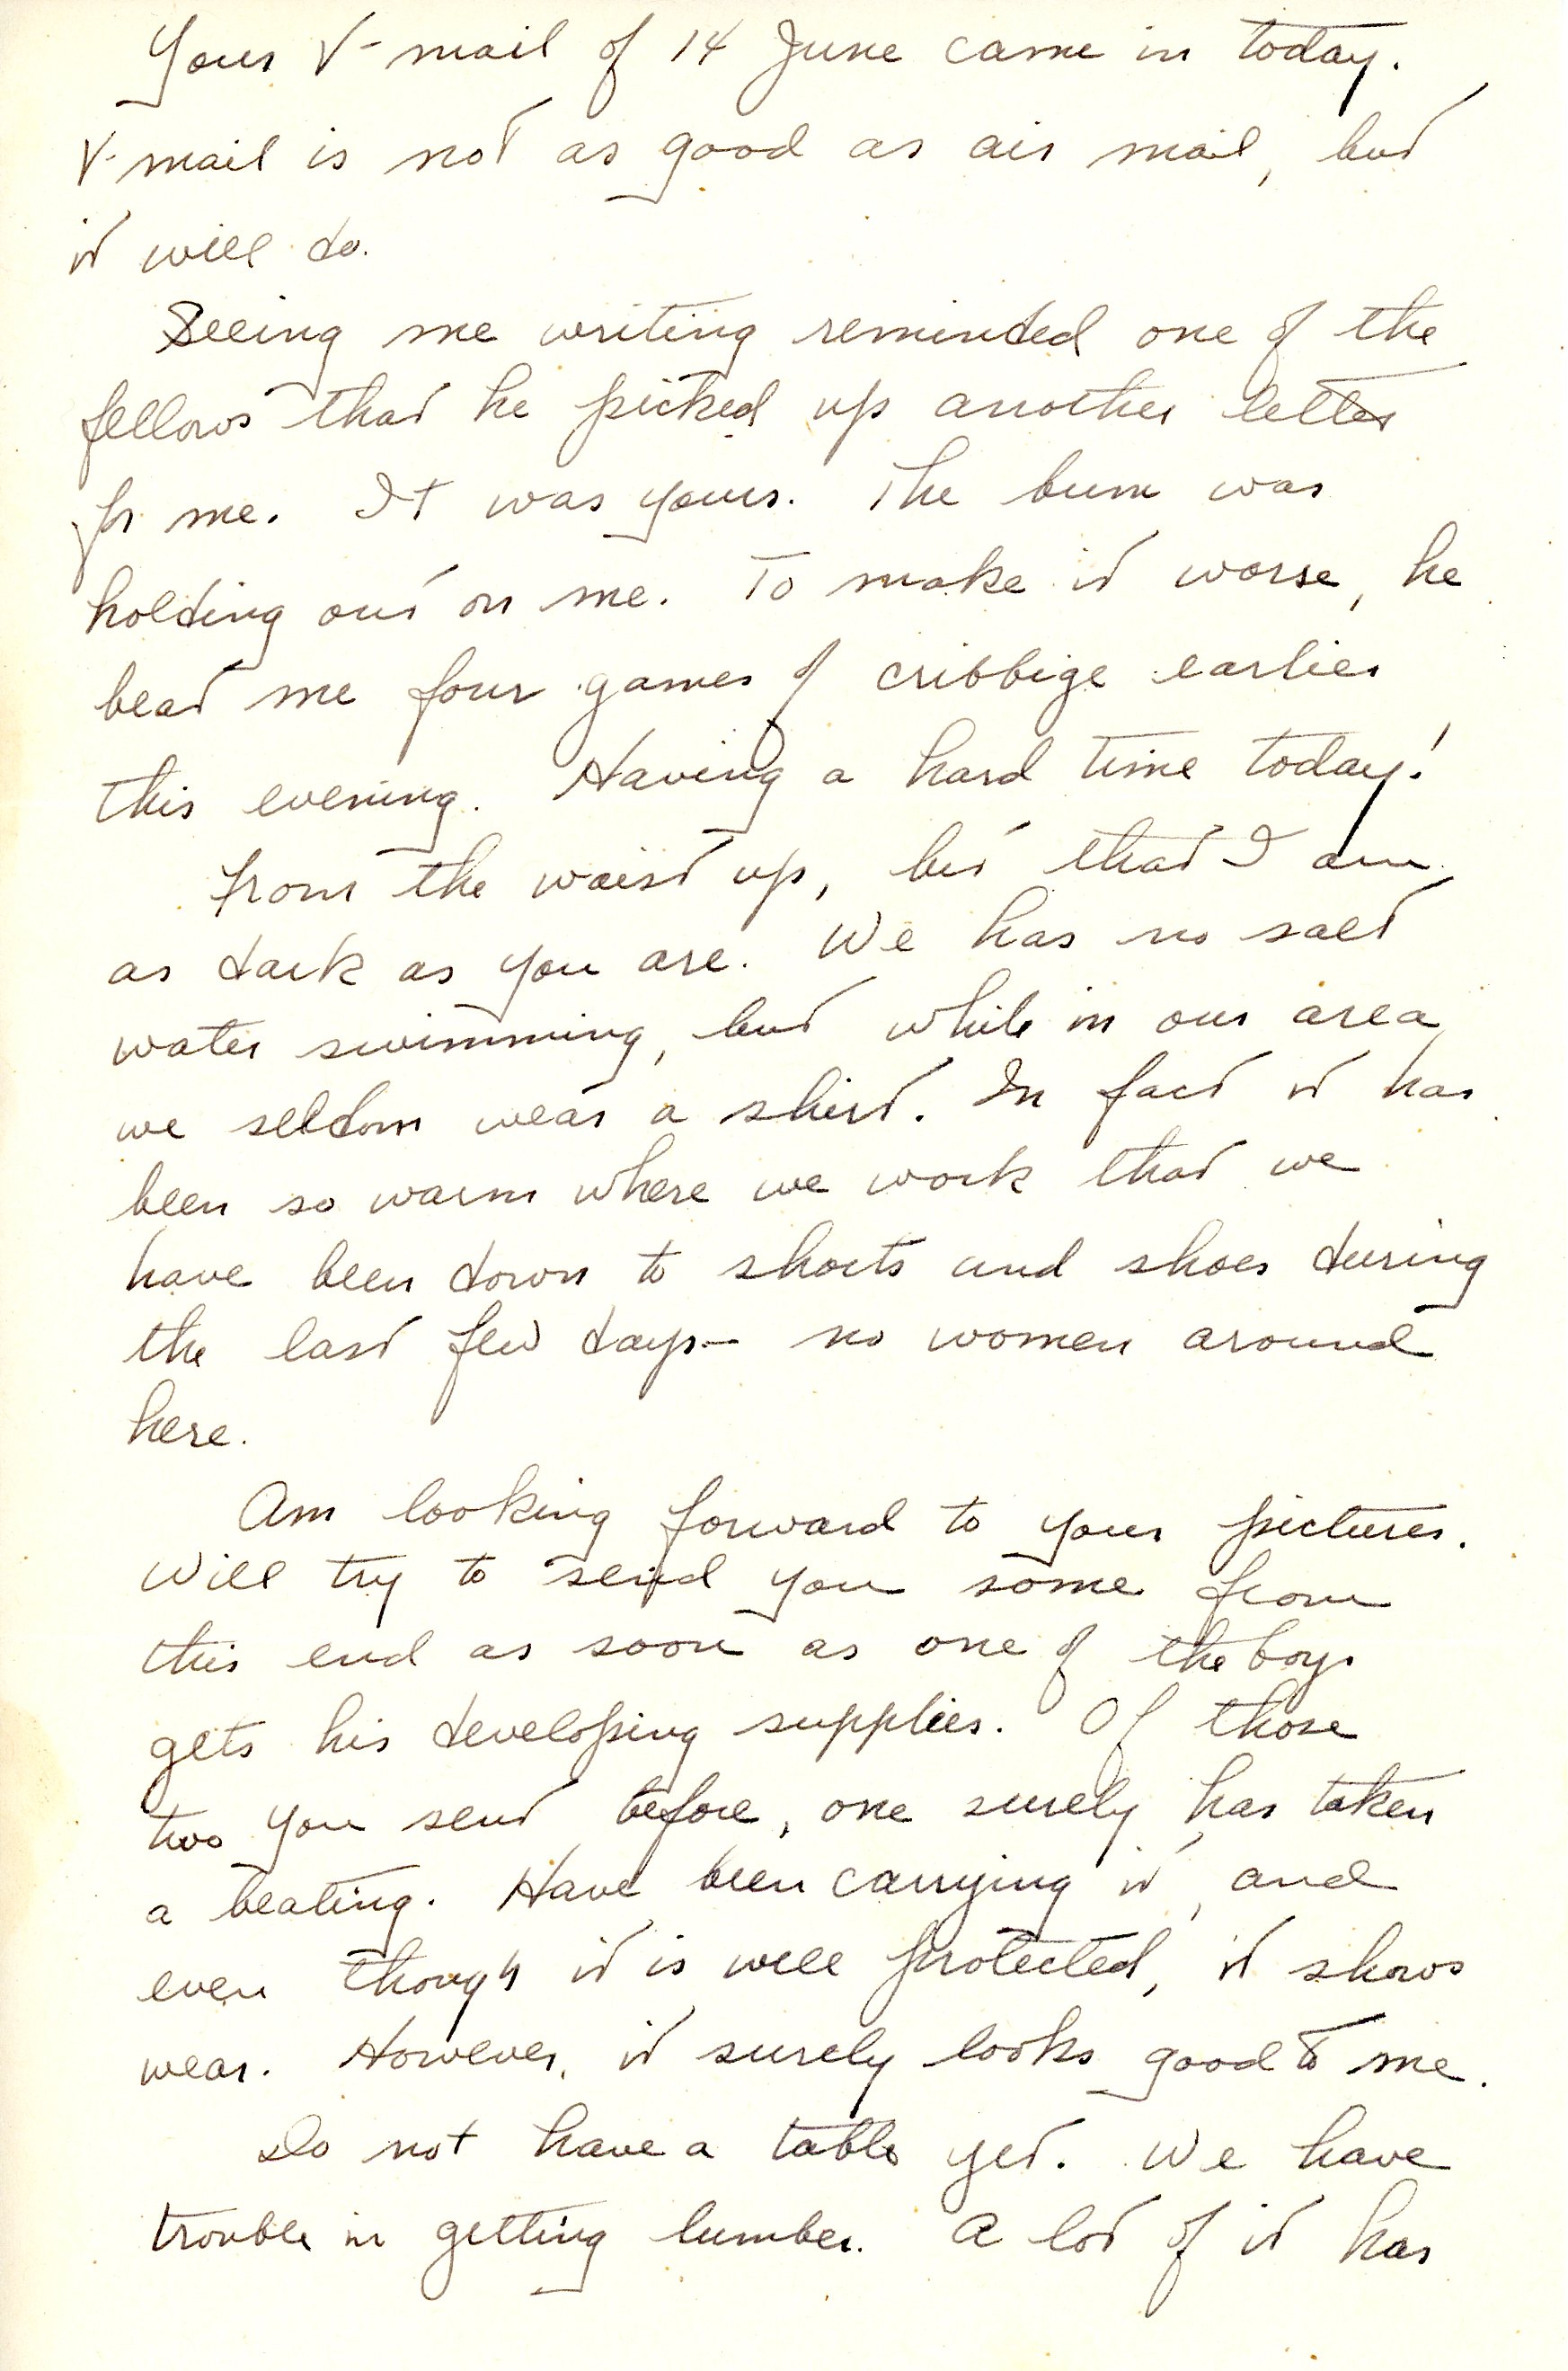 Your V-mail of 14 June came in today.
V-mail is not as good as air mail, but
it will do.
Seeing me writing reminded one of the
fellows that he picked up another letter
for me. It was yours. The bum was
holding out on me. To make it worse, he
beat me four games of cribbige earlier
this evening. Having a hard time today!
From the waist up, bet that I am
as dark as you are. We has no salt
water swimming, but while in our area,
we seldom wear a shirt. In fact it has
been so warm where we work that we
have been down to shorts and shoes during
the last few days— no women around
here.
Am looking forward to your pictures.
Will try to send you some from
this end as soon as one of the boys
gets his developing supplies. Of those
two you sent before, one surely has taken
a beating. Have been carrying it, and
even though it is well protected, it shows
wear. However, it surely looks good to me.
Do not have a table yet. We have
trouble in getting lumber. A lot of it has